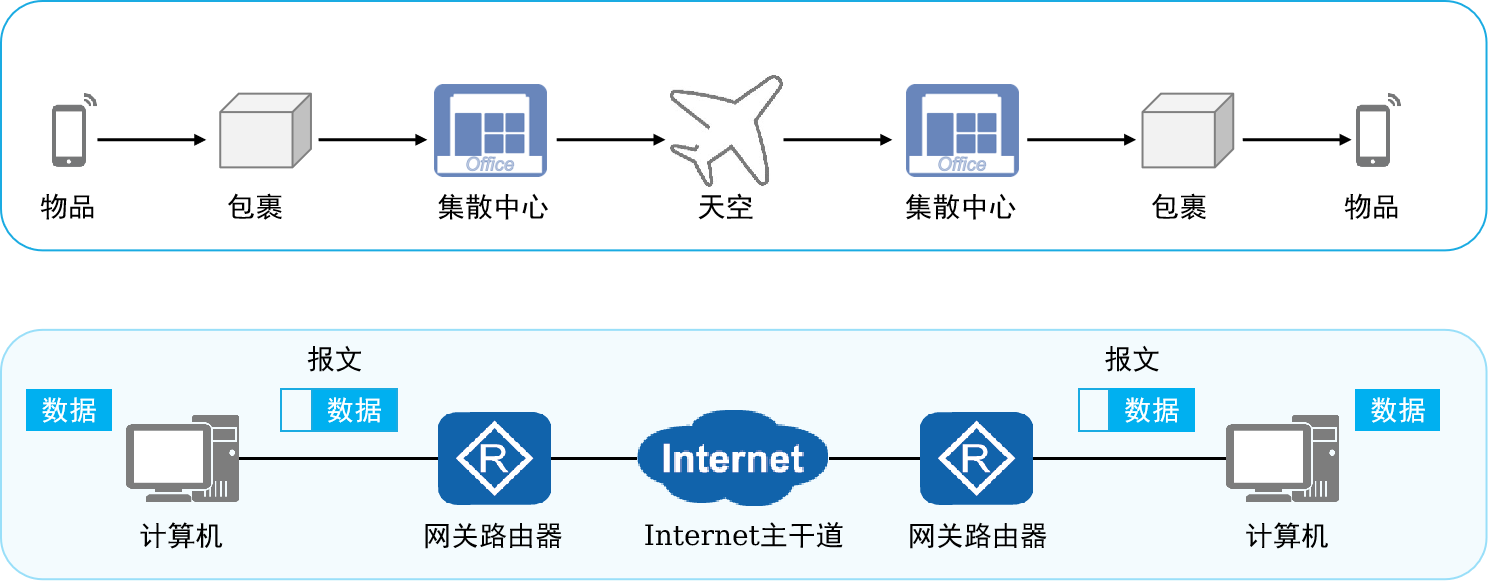 Office
Office
物品
包裹
集散中心
天空
集散中心
包裹
物品
报文
报文
数据
数据
数据
数据
R
Internet
R
计算机
网关路由器
Internet主干道
网关路由器
计算机